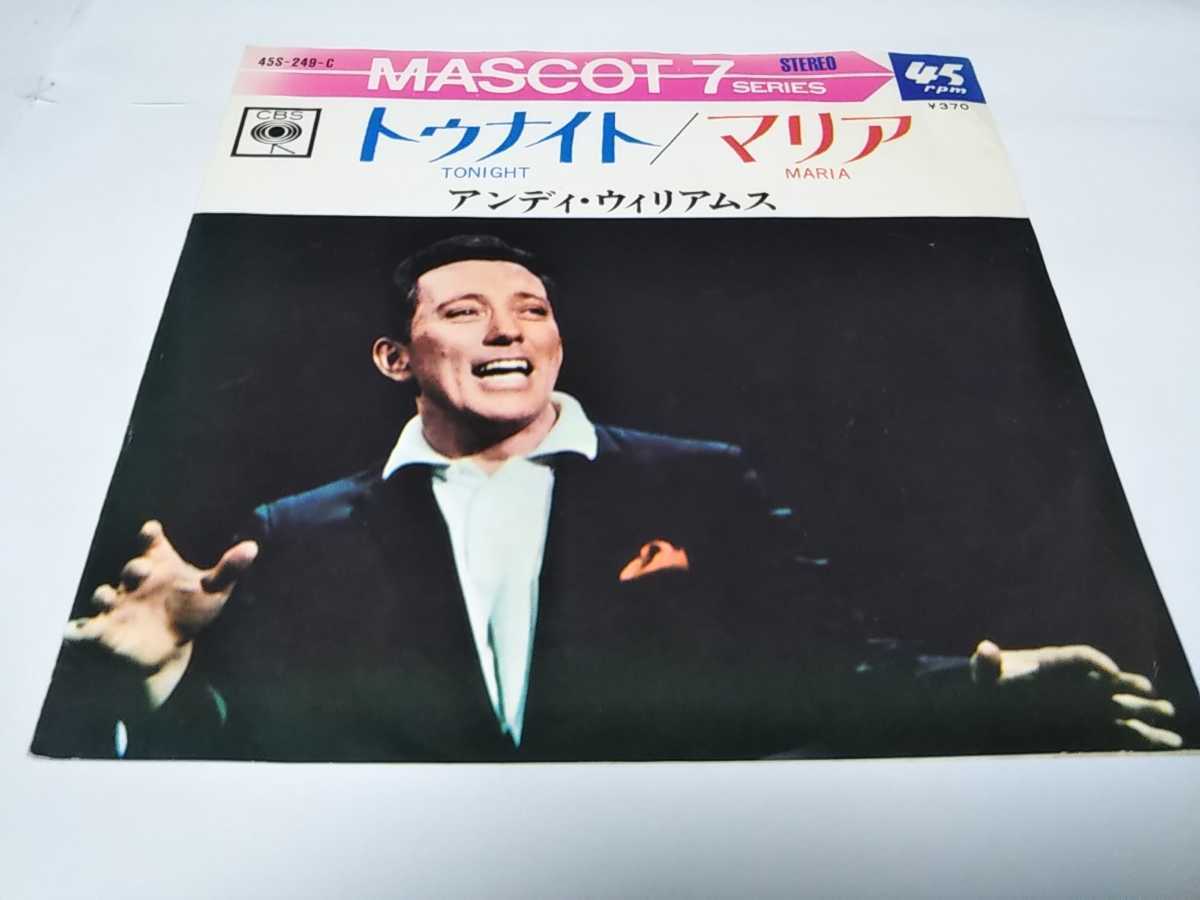 45S-249-C
MASCOT 7 SERIES
STEREO
45 rpm
¥370
CBS
トゥナイト/マリア
TONIGHT
MARIA
アンディ・ウィリアムス